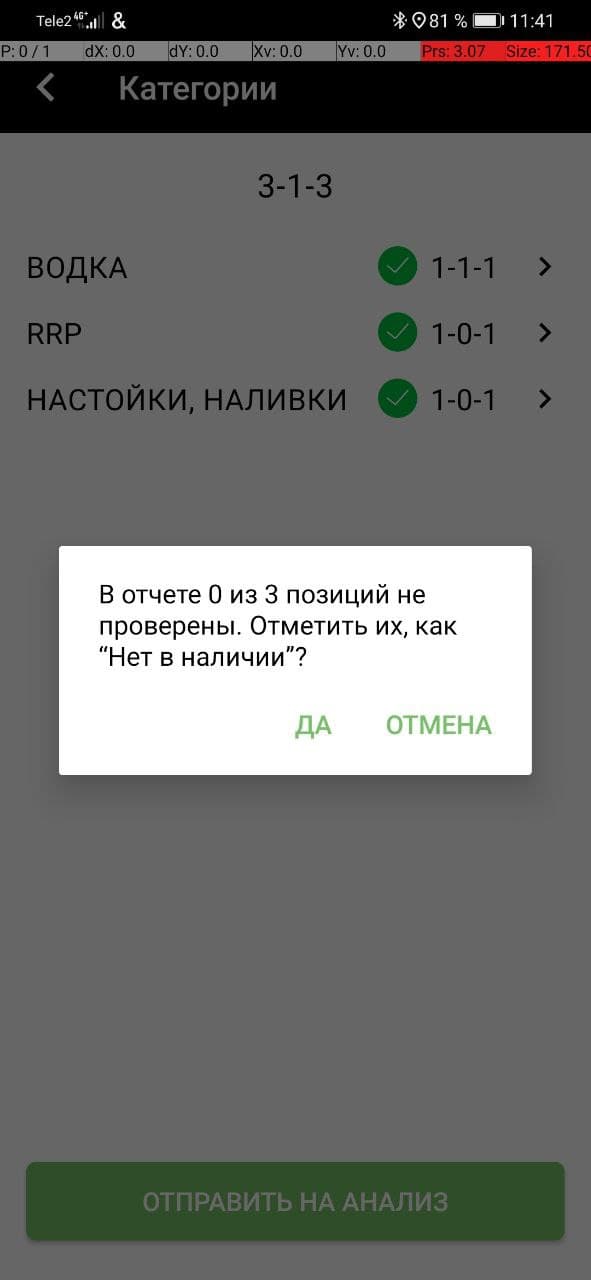 Tele2 4G+ & 81 % 11:41
P: 0 / 1 dX: 0.0 dY: 0.0 Xv: 0.0 Yv: 0.0 Prs: 3.07 Size: 171.50
Категории
3-1-3
ВОДКА 1-1-1
RRP 1-0-1
НАСТОЙКИ, НАЛИВКИ 1-0-1
В отчете 0 из 3 позиций не
проверены. Отметить их, как
“Нет в наличии”?
ДА ОТМЕНА
ОТПРАВИТЬ НА АНАЛИЗ